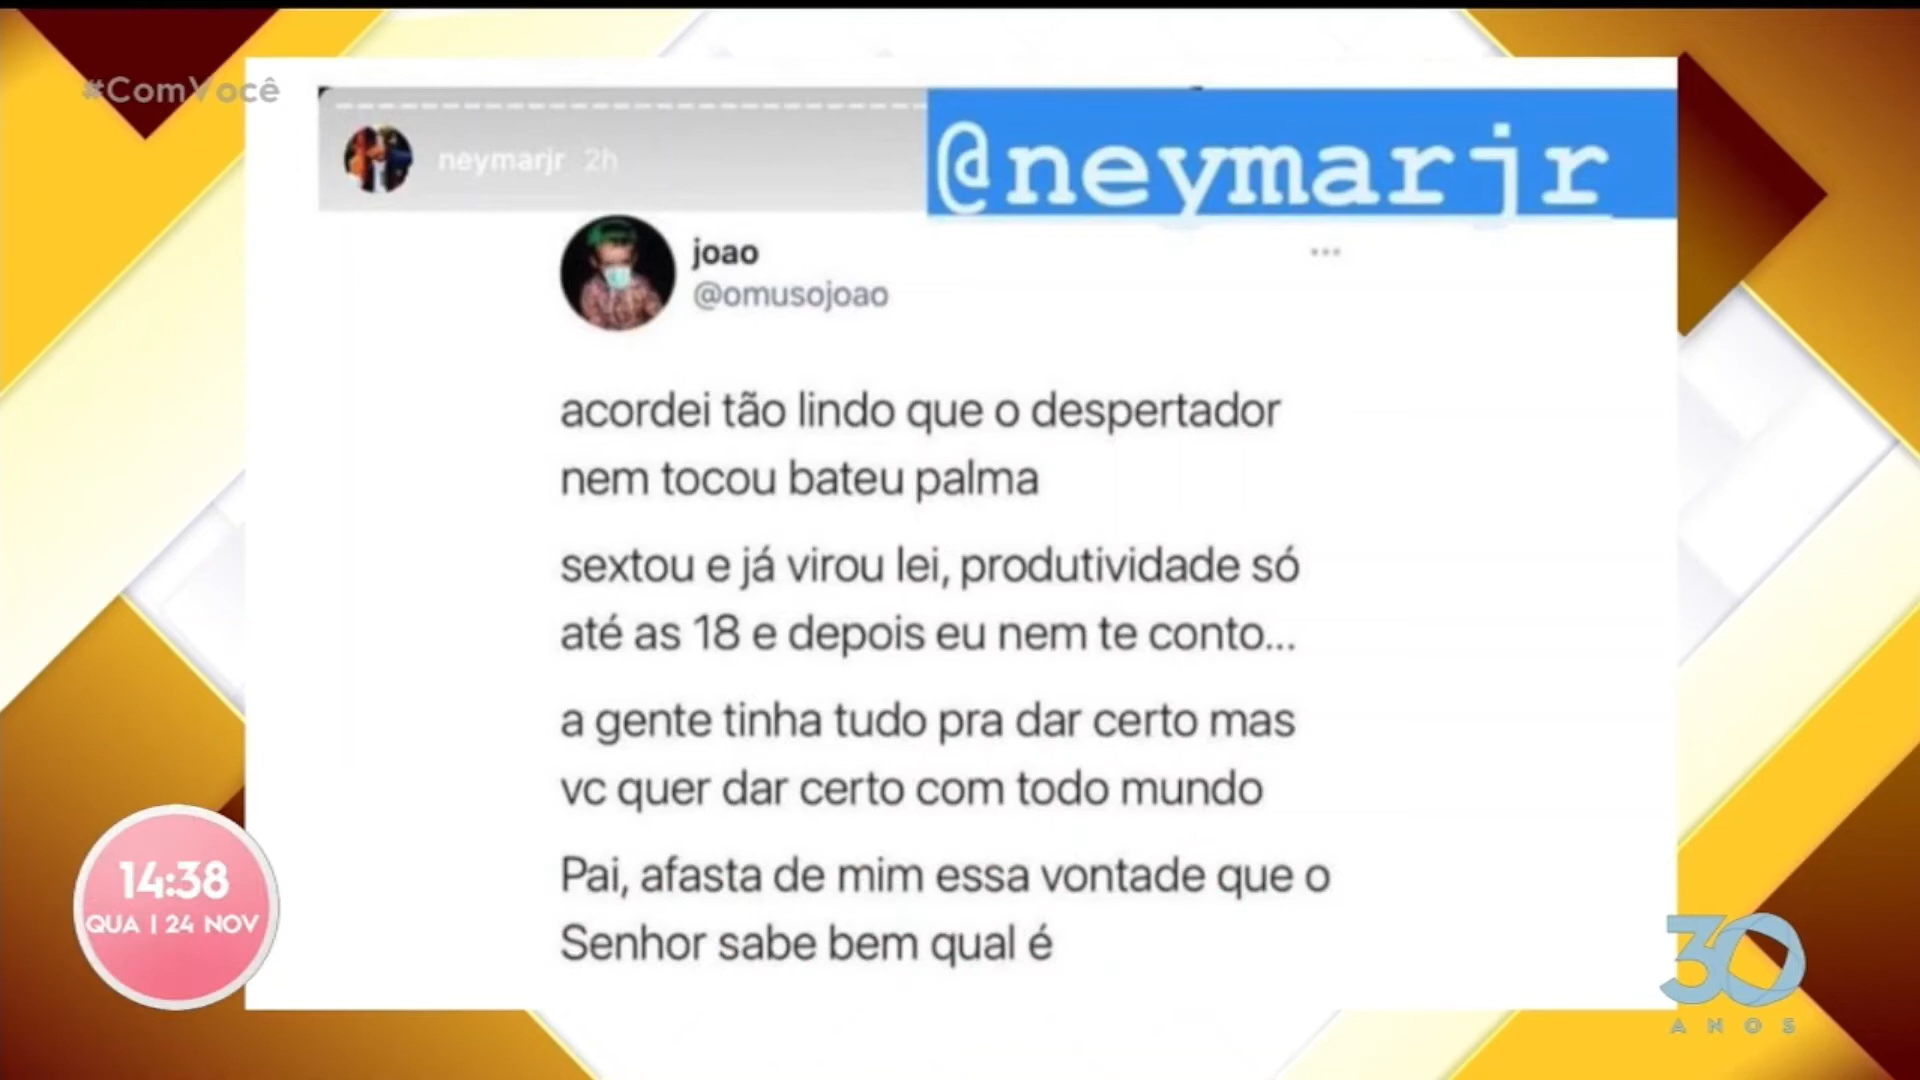 #ComVocê
neymarjr 2h
@neymarjr
joao
@omusojoao
acordei tão lindo que o despertador
nem tocou bateu palma
sextou e já virou lei, produtividade só
até as 18 e depois eu nem te conto...
a gente tinha tudo pra dar certo mas
vc quer dar certo com todo mundo
Pai, afasta de mim essa vontade que o
Senhor sabe bem qual é
14:38
QUA | 24 NOV
30
ANOS